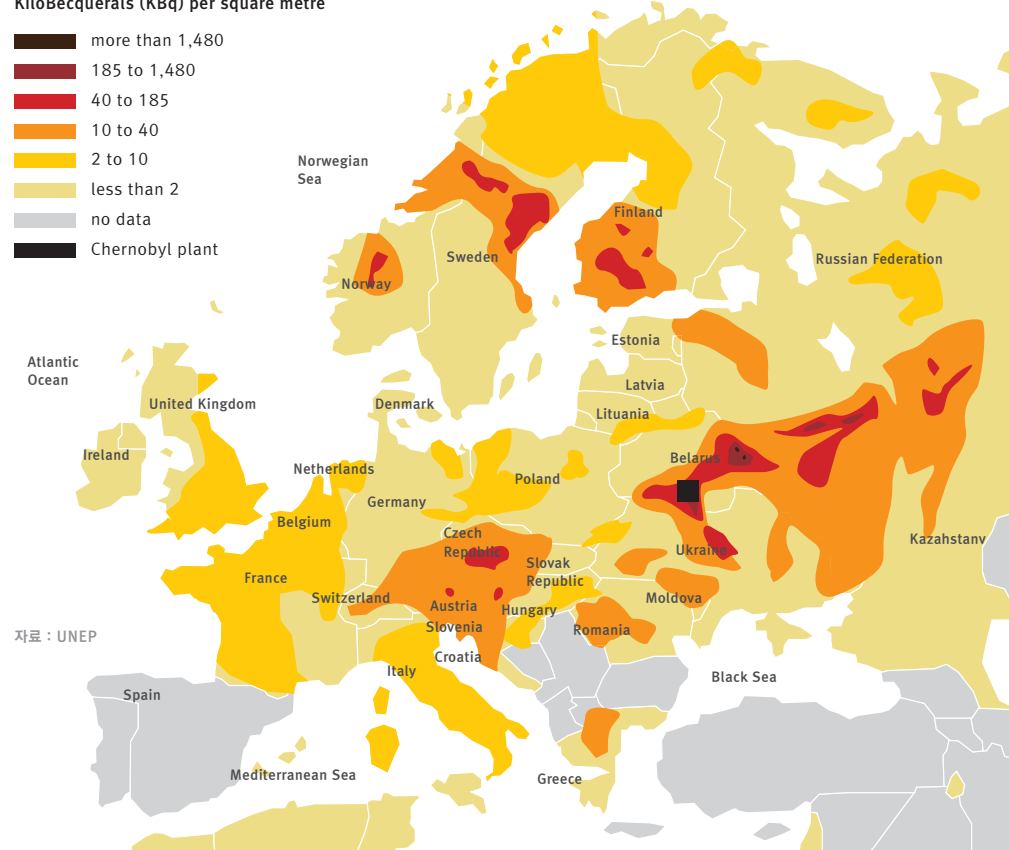 KiloBecquerals (KBq) per square metre
more than 1,480
185 to 1,480
40 to 185
10 to 40
2 to 10
less than 2
no data
Chernobyl plant
Norwegian
Sea
Finland
Sweden
Russian Federation
Norway
Estonia
Atlantic
Ocean
Latvia
United Kingdom
Denmark
Lituania
Ireland
Belarus
Netherlands
Poland
Germany
Belgium
Czech
Republic
Kazahstanv
Ukraine
Slovak
Republic
France
Switzerland
Moldova
Austria
Hungary
Slovenia
Romania
자료 : UNEP
Croatia
Italy
Black Sea
Spain
Mediterranean Sea
Greece